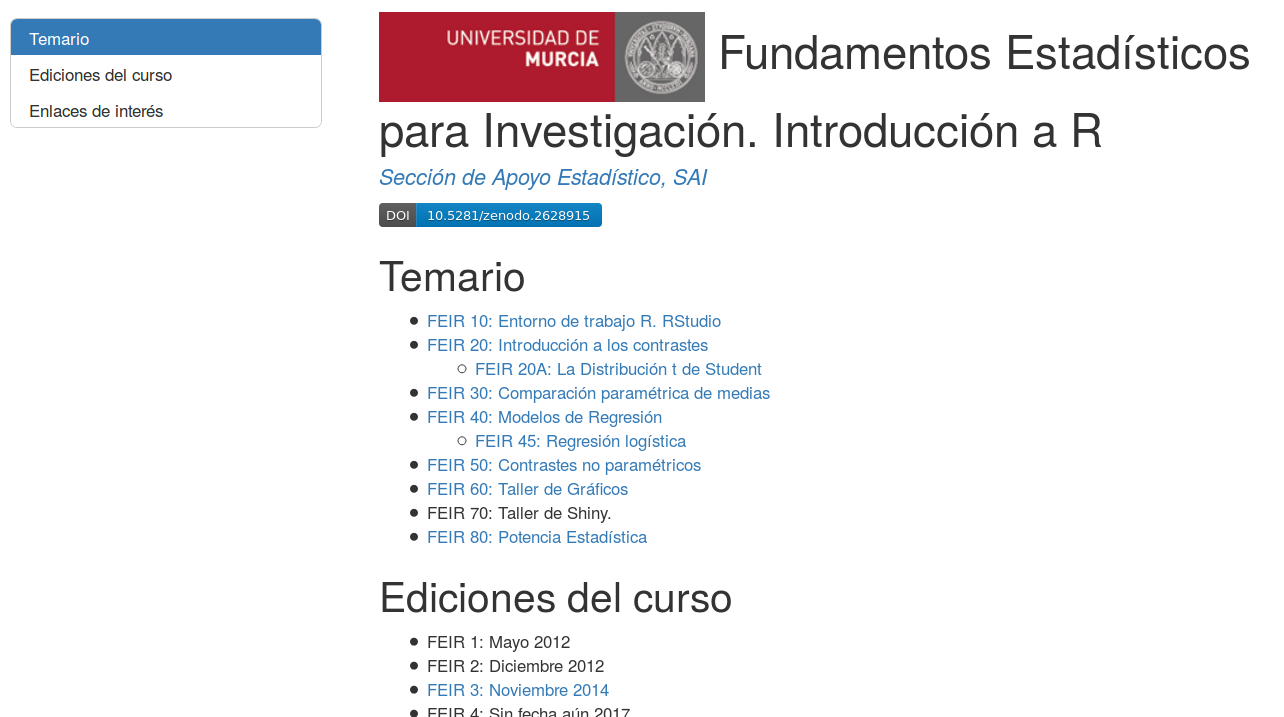 Temario
Ediciones del curso
Enlaces de interés
UNIVERSIDAD DE
MURCIA
Fundamentos Estadísticos
para Investigación. Introducción a R
Sección de Apoyo Estadístico, SAI
DOI 10.5281/zenodo.2628915
Temario
FEIR 10: Entorno de trabajo R. RStudio
FEIR 20: Introducción a los contrastes
FEIR 20A: La Distribución t de Student
FEIR 30: Comparación paramétrica de medias
FEIR 40: Modelos de Regresión
FEIR 45: Regresión logística
FEIR 50: Contrastes no paramétricos
FEIR 60: Taller de Gráficos
FEIR 70: Taller de Shiny.
FEIR 80: Potencia Estadística
Ediciones del curso
FEIR 1: Mayo 2012
FEIR 2: Diciembre 2012
FEIR 3: Noviembre 2014
FEIR 4: Sin fecha aún 2017